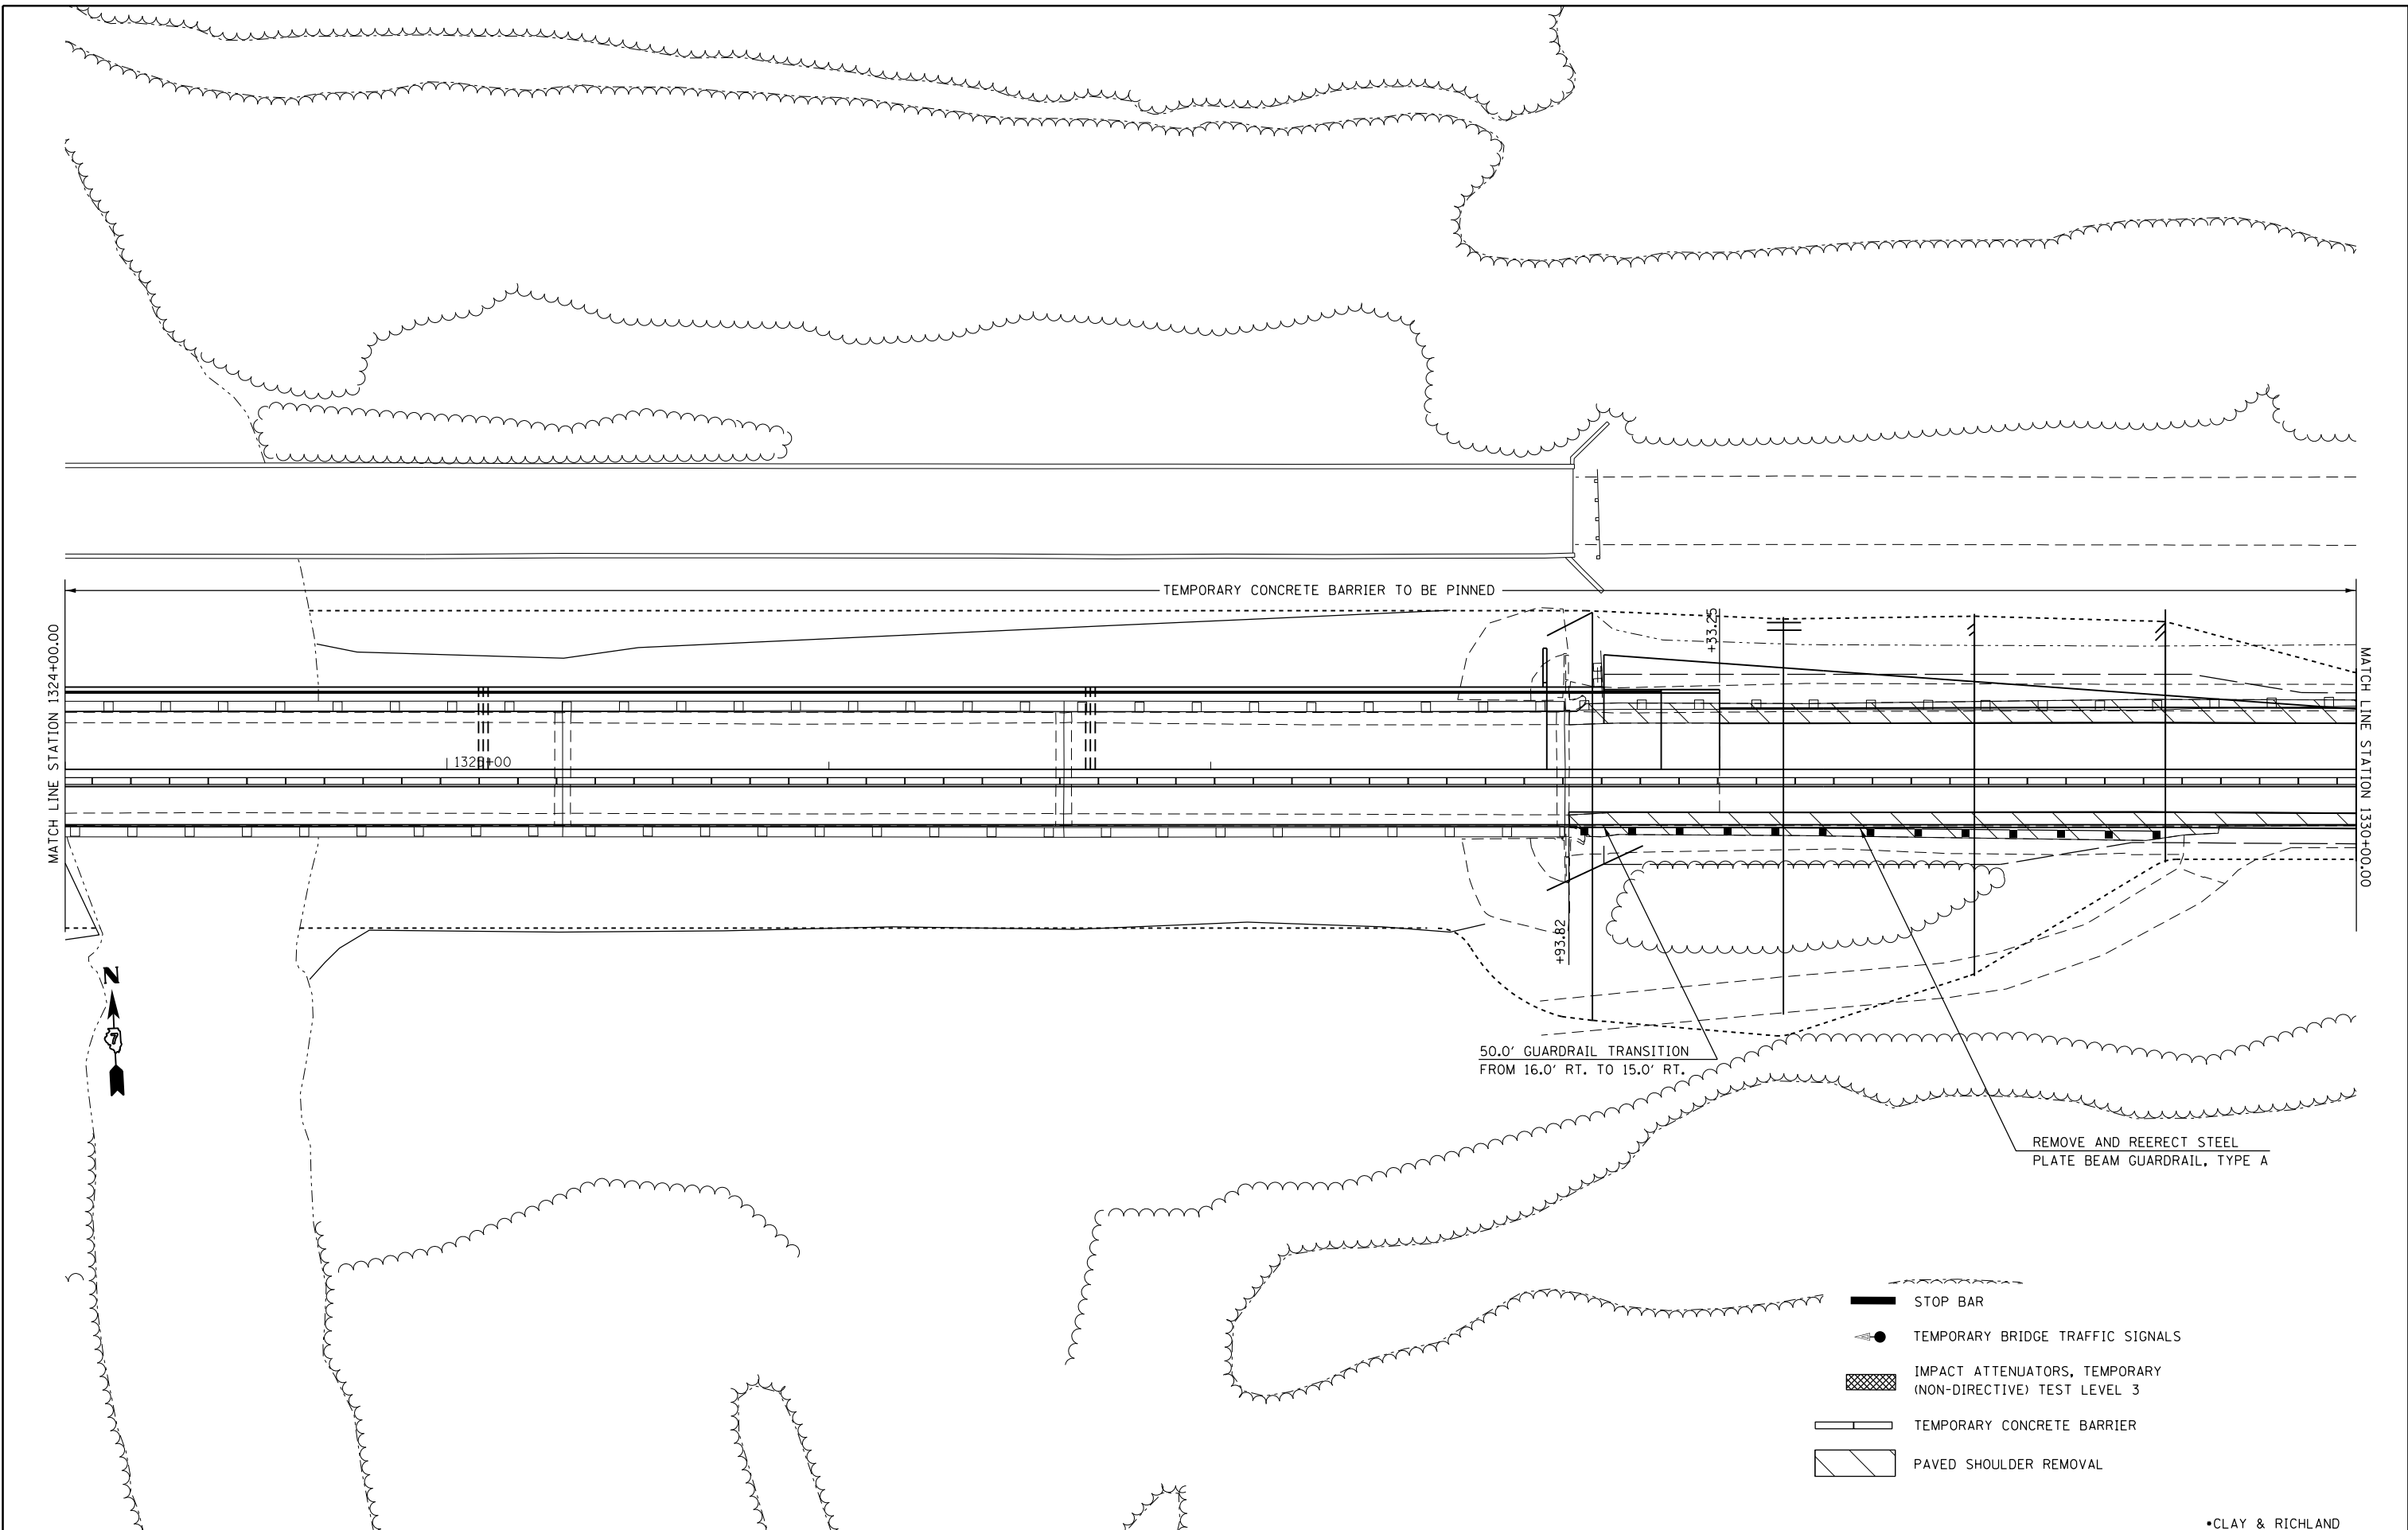 TEMPORARY CONCRETE BARRIER TO BE PINNED
MATCH LINE STATION 1324+00.00
+33.25
MATCH LINE STATION 1330+00.00
+93.82
N
7
50.0' GUARDRAIL TRANSITION
FROM 16.0' RT. TO 15.0' RT.
REMOVE AND REERECT STEEL
PLATE BEAM GUARDRAIL, TYPE A
STOP BAR
TEMPORARY BRIDGE TRAFFIC SIGNALS
IMPACT ATTENUATORS, TEMPORARY
(NON-DIRECTIVE) TEST LEVEL 3
TEMPORARY CONCRETE BARRIER
PAVED SHOULDER REMOVAL
•CLAY & RICHLAND